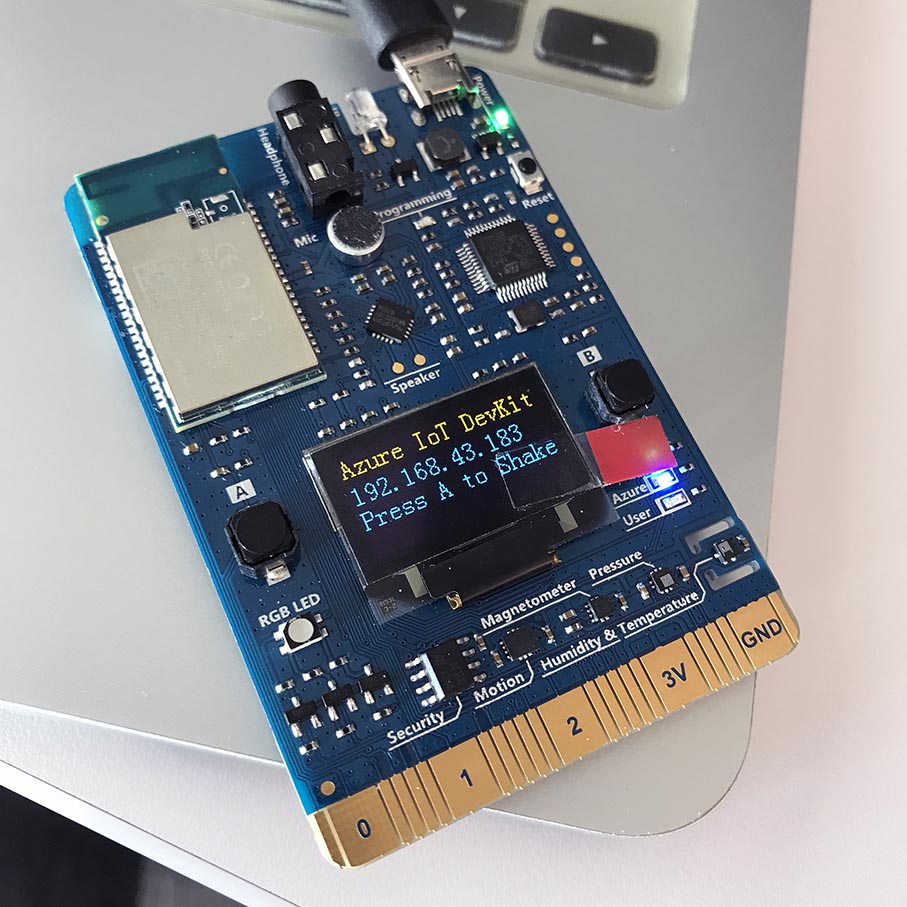 Power
Headphone
Reset
Programming
Mic
Speaker
B
Azure IoT DevKit
192.168.43.183
Press A to Shake
A
Azure
User
RGB LED
Pressure
Magnetometer
Humidity & Temperature
Motion
Security
GND
3V
2
1
0